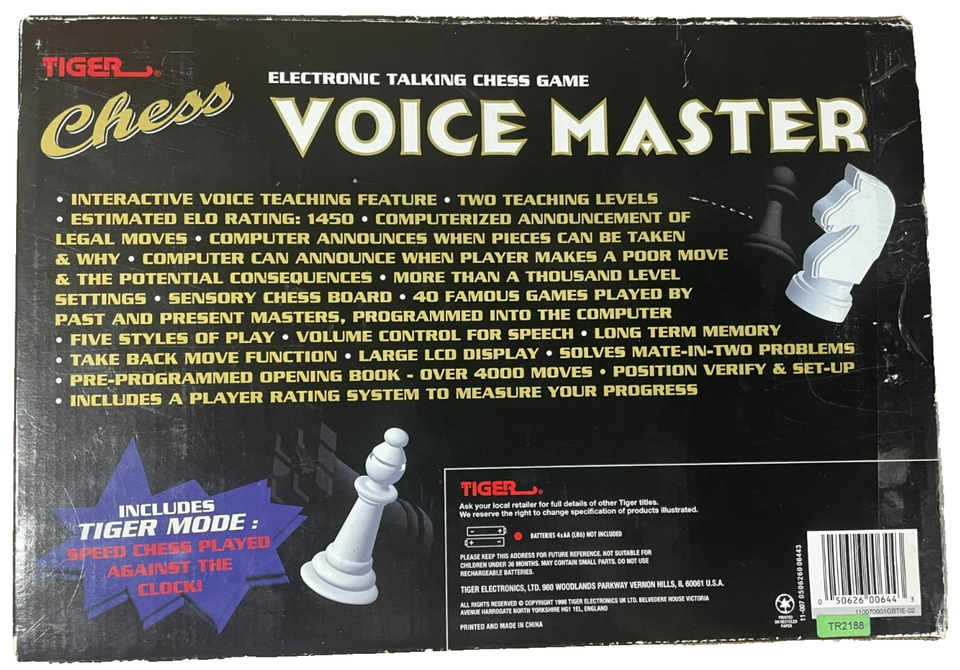 TIGER®
Chess
ELECTRONIC TALKING CHESS GAME
VOICE MASTER
• INTERACTIVE VOICE TEACHING FEATURE • TWO TEACHING LEVELS
• ESTIMATED ELO RATING: 1450 • COMPUTERIZED ANNOUNCEMENT OF
LEGAL MOVES • COMPUTER ANNOUNCES WHEN PIECES CAN BE TAKEN
& WHY • COMPUTER CAN ANNOUNCE WHEN PLAYER MAKES A POOR MOVE
& THE POTENTIAL CONSEQUENCES • MORE THAN A THOUSAND LEVEL
SETTINGS • SENSORY CHESS BOARD • 40 FAMOUS GAMES PLAYED BY
PAST AND PRESENT MASTERS, PROGRAMMED INTO THE COMPUTER
• FIVE STYLES OF PLAY • VOLUME CONTROL FOR SPEECH • LONG TERM MEMORY
• TAKE BACK MOVE FUNCTION • LARGE LCD DISPLAY • SOLVES MATE-IN-TWO PROBLEMS
• PRE-PROGRAMMED OPENING BOOK - OVER 4000 MOVES • POSITION VERIFY & SET-UP
• INCLUDES A PLAYER RATING SYSTEM TO MEASURE YOUR PROGRESS
INCLUDES
TIGER MODE :
SPEED CHESS PLAYED
AGAINST THE
CLOCK!
TIGER®
Ask your local retailer for full details of other Tiger titles.
We reserve the right to change specification of products illustrated.
BATTERIES 4xAA (LR6) NOT INCLUDED
PLEASE KEEP THIS ADDRESS FOR FUTURE REFERENCE. NOT SUITABLE FOR
CHILDREN UNDER 36 MONTHS. MAY CONTAIN SMALL PARTS. DO NOT USE
RECHARGEABLE BATTERIES.
TIGER ELECTRONICS, LTD. 980 WOODLANDS PARKWAY VERNON HILLS, IL 60061 U.S.A.
ALL RIGHTS RESERVED © COPYRIGHT 1998 TIGER ELECTRONICS UK LTD. BELVEDERE HOUSE VICTORIA
AVENUE HARROGATE NORTH YORKSHIRE HG1 1EL, ENGLAND
PRINTED AND MADE IN CHINA
PRINTED
ON RECYCLED
PAPER
11-007 0506260 06443
0 50626 00644 3
110070001GBTIE-02
TR2188